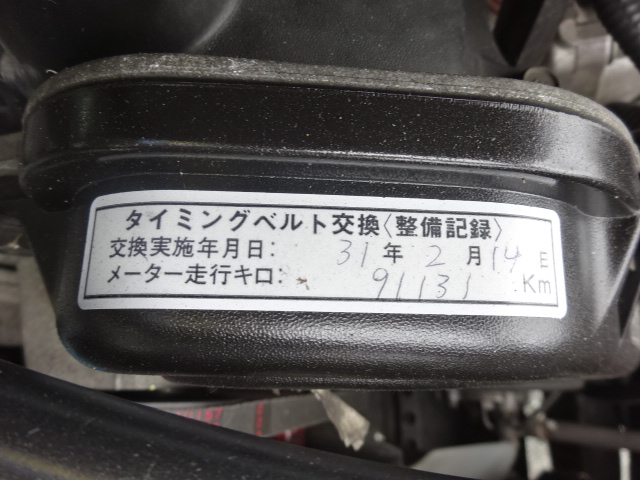 タイミングベルト交換〈整備記録〉
交換実施年月日: 31年 2月14日
メーター走行キロ: 91131 Km